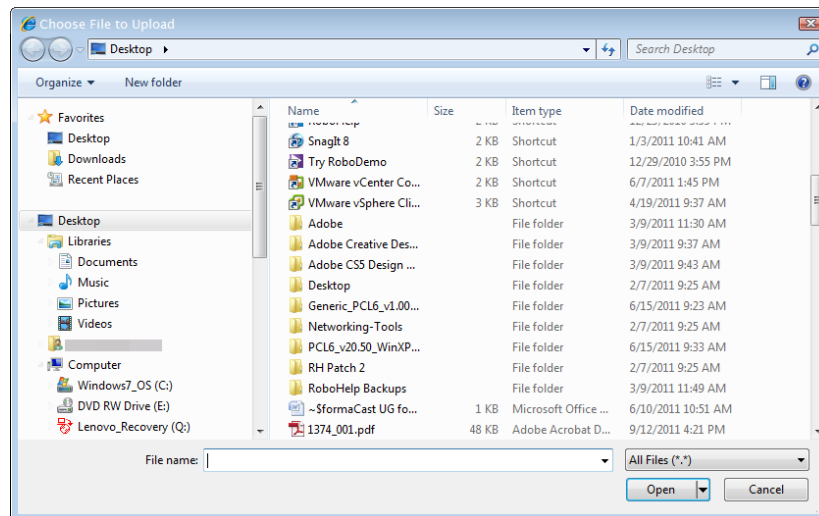 Choose File to Upload
Desktop
Search Desktop
Organize
New folder
Favorites
Desktop
Downloads
Recent Places
Desktop
Libraries
Documents
Music
Pictures
Videos
Computer
Windows7_OS (C:)
DVD RW Drive (E:)
Lenovo_Recovery (Q:)
Name Size Item type Date modified
SnagIt 8 2 KB Shortcut 1/3/2011 10:41 AM
Try RoboDemo 2 KB Shortcut 12/29/2010 3:55 PM
VMware vCenter Co... 2 KB Shortcut 6/7/2011 1:45 PM
VMware vSphere Cli... 3 KB Shortcut 4/19/2011 9:37 AM
Adobe File folder 3/9/2011 11:30 AM
Adobe Creative Des... File folder 3/9/2011 9:37 AM
Adobe CS5 Design ... File folder 3/9/2011 9:43 AM
Desktop File folder 2/7/2011 9:25 AM
Generic_PCL6_v1.00... File folder 6/15/2011 9:23 AM
Networking-Tools File folder 2/7/2011 9:25 AM
PCL6_v20.50_WinXP... File folder 6/15/2011 9:33 AM
RH Patch 2 File folder 2/7/2011 9:25 AM
RoboHelp Backups File folder 3/9/2011 11:49 AM
~$formaCast UG fo... 1 KB Microsoft Office ... 6/10/2011 10:51 AM
1374_001.pdf 48 KB Adobe Acrobat D... 9/12/2011 4:21 PM
File name:
All Files (*.*)
Open
Cancel